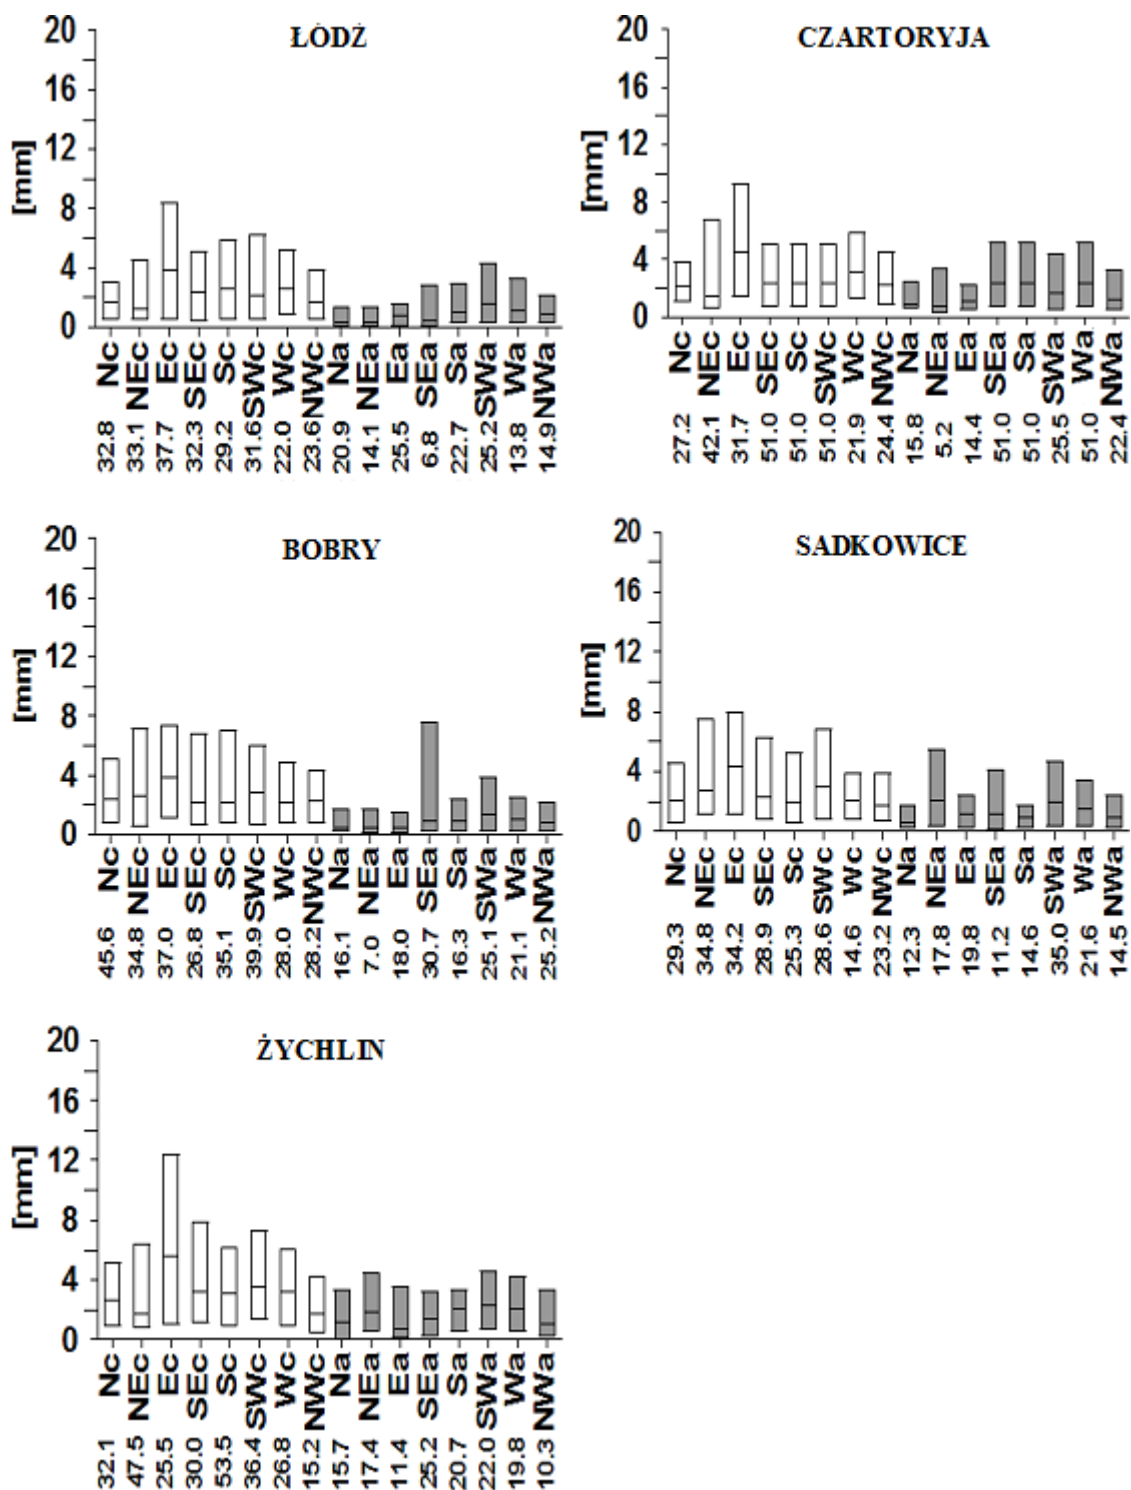 ŁÓDŹ
[mm]
20
16
12
8
4
0
Nc NEc Ec SEc Sc SWc Wc NWc Na NEa Ea SEa Sa SWa Wa NWa
32.8 33.1 37.7 32.3 29.2 31.6 22.0 23.6 20.9 14.1 25.5 6.8 22.7 25.2 13.8 14.9
CZARTORYJA
[mm]
20
16
12
8
4
0
Nc NEc Ec SEc Sc SWc Wc NWc Na NEa Ea SEa Sa SWa Wa NWa
27.2 42.1 31.7 51.0 51.0 51.0 21.9 24.4 15.8 5.2 14.4 51.0 51.0 25.5 51.0 22.4
BOBRY
[mm]
20
16
12
8
4
0
Nc NEc Ec SEc Sc SWc Wc NWc Na NEa Ea SEa Sa SWa Wa NWa
45.6 34.8 37.0 26.8 35.1 39.9 28.0 28.2 16.1 7.0 18.0 30.7 16.3 25.1 21.1 25.2
SADKOWICE
[mm]
20
16
12
8
4
0
Nc NEc Ec SEc Sc SWc Wc NWc Na NEa Ea SEa Sa SWa Wa NWa
29.3 34.8 34.2 28.9 25.3 28.6 14.6 23.2 12.3 17.8 19.8 11.2 14.6 35.0 21.6 14.5
ŻYCHLIN
[mm]
20
16
12
8
4
0
Nc NEc Ec SEc Sc SWc Wc NWc Na NEa Ea SEa Sa SWa Wa NWa
32.1 47.5 25.5 30.0 53.5 36.4 26.8 15.2 15.7 17.4 11.4 25.2 20.7 22.0 19.8 10.3